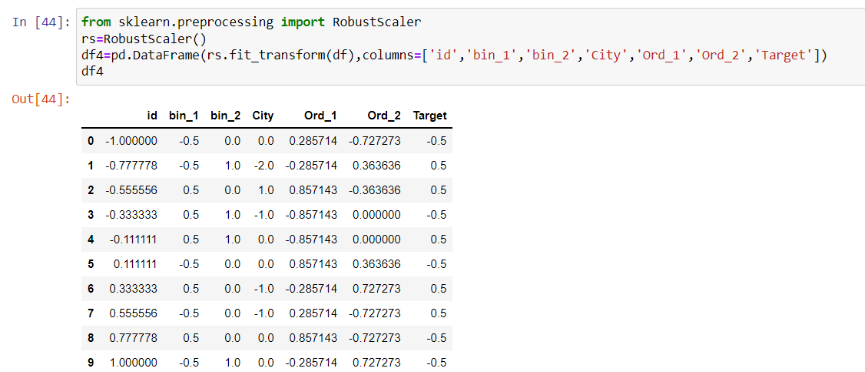 In [44]: from sklearn.preprocessing import RobustScaler
rs=RobustScaler()
df4=pd.DataFrame(rs.fit_transform(df),columns=['id','bin_1','bin_2','City','Ord_1','Ord_2','Target'])
df4
Out[44]:
id bin_1 bin_2 City Ord_1 Ord_2 Target
0 -1.000000 -0.5 0.0 0.0 0.285714 -0.727273 -0.5
1 -0.777778 -0.5 1.0 -2.0 -0.285714 0.363636 0.5
2 -0.555556 0.5 0.0 1.0 0.857143 -0.363636 0.5
3 -0.333333 0.5 1.0 -1.0 -0.857143 0.000000 -0.5
4 -0.111111 0.5 1.0 0.0 -0.857143 0.000000 0.5
5 0.111111 -0.5 0.0 0.0 0.857143 0.363636 -0.5
6 0.333333 0.5 0.0 -1.0 -0.285714 0.727273 0.5
7 0.555556 -0.5 0.0 -1.0 0.285714 -0.727273 0.5
8 0.777778 0.5 0.0 0.0 0.857143 -0.727273 -0.5
9 1.000000 -0.5 1.0 0.0 -0.285714 0.727273 -0.5